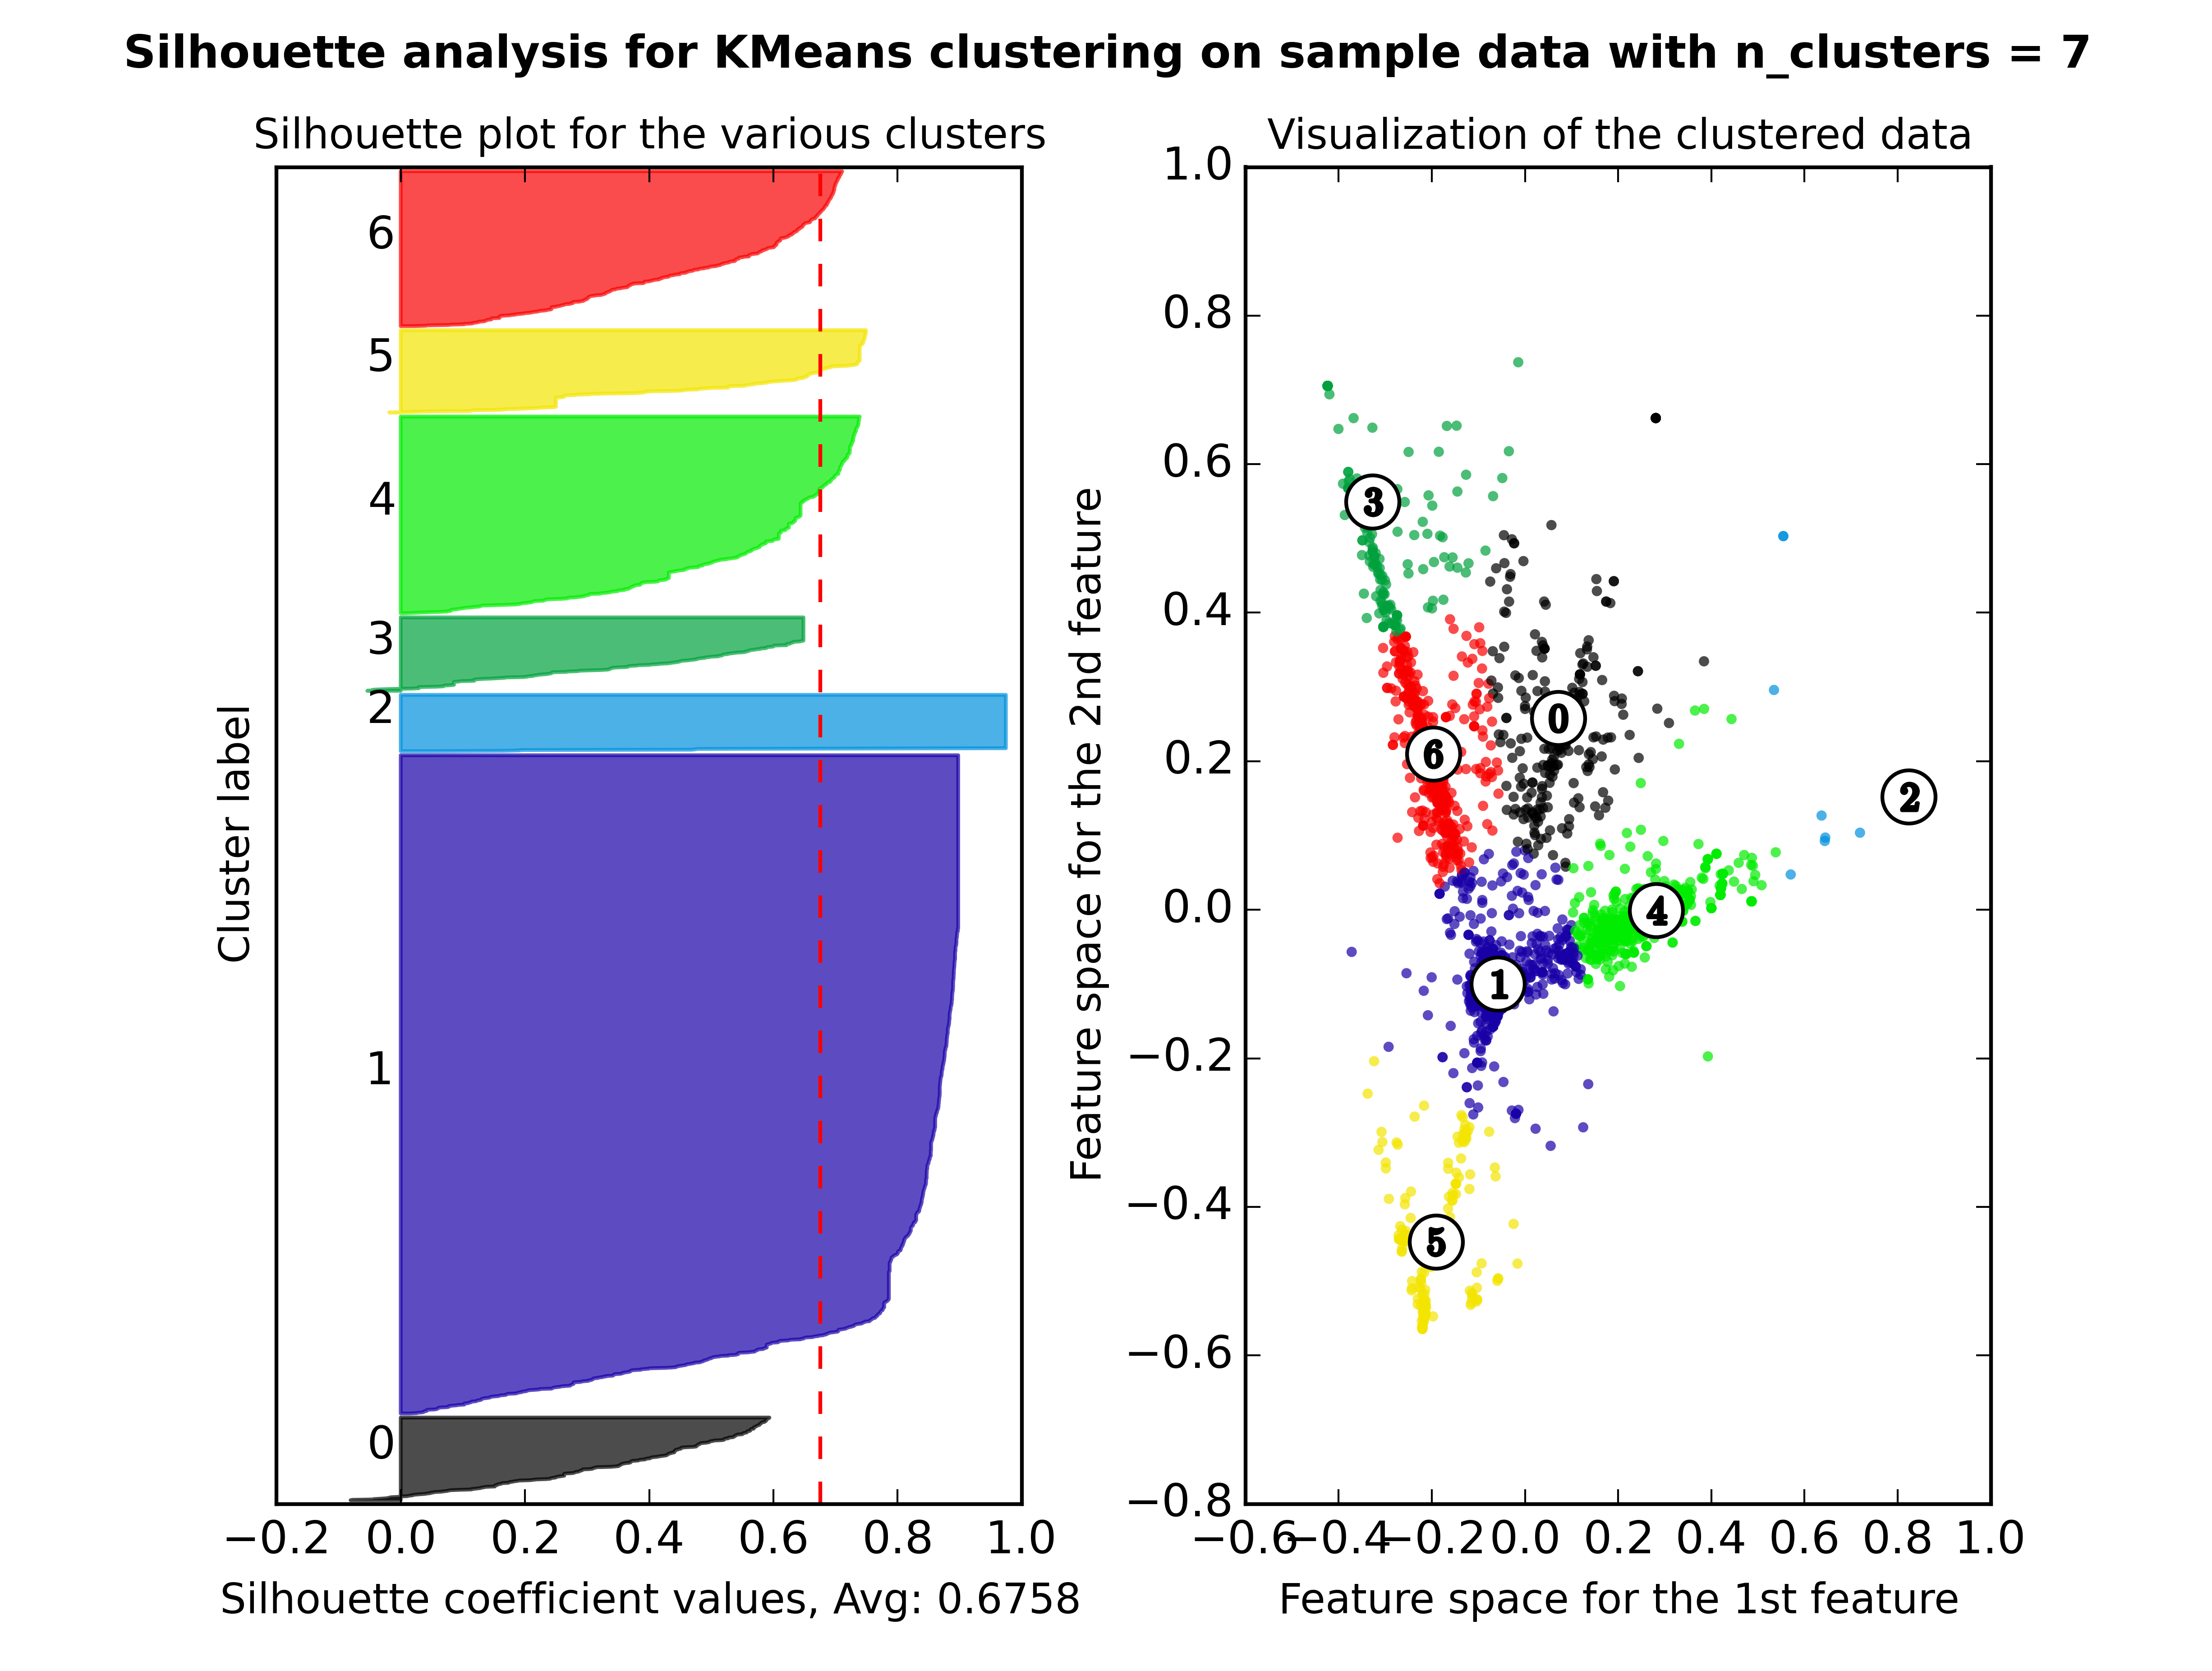 Silhouette analysis for KMeans clustering on sample data with n_clusters = 7
Silhouette plot for the various clusters
6
5
4
3
2
1
0
Cluster label
−0.2 0.0 0.2 0.4 0.6 0.8 1.0
Silhouette coefficient values, Avg: 0.6758
Visualization of the clustered data
1.0
0.8
0.6
0.4
0.2
0.0
−0.2
−0.4
−0.6
−0.8
Feature space for the 2nd feature
3
0
6
2
4
1
5
−0.6 −0.4 −0.2 0.0 0.2 0.4 0.6 0.8 1.0
Feature space for the 1st feature